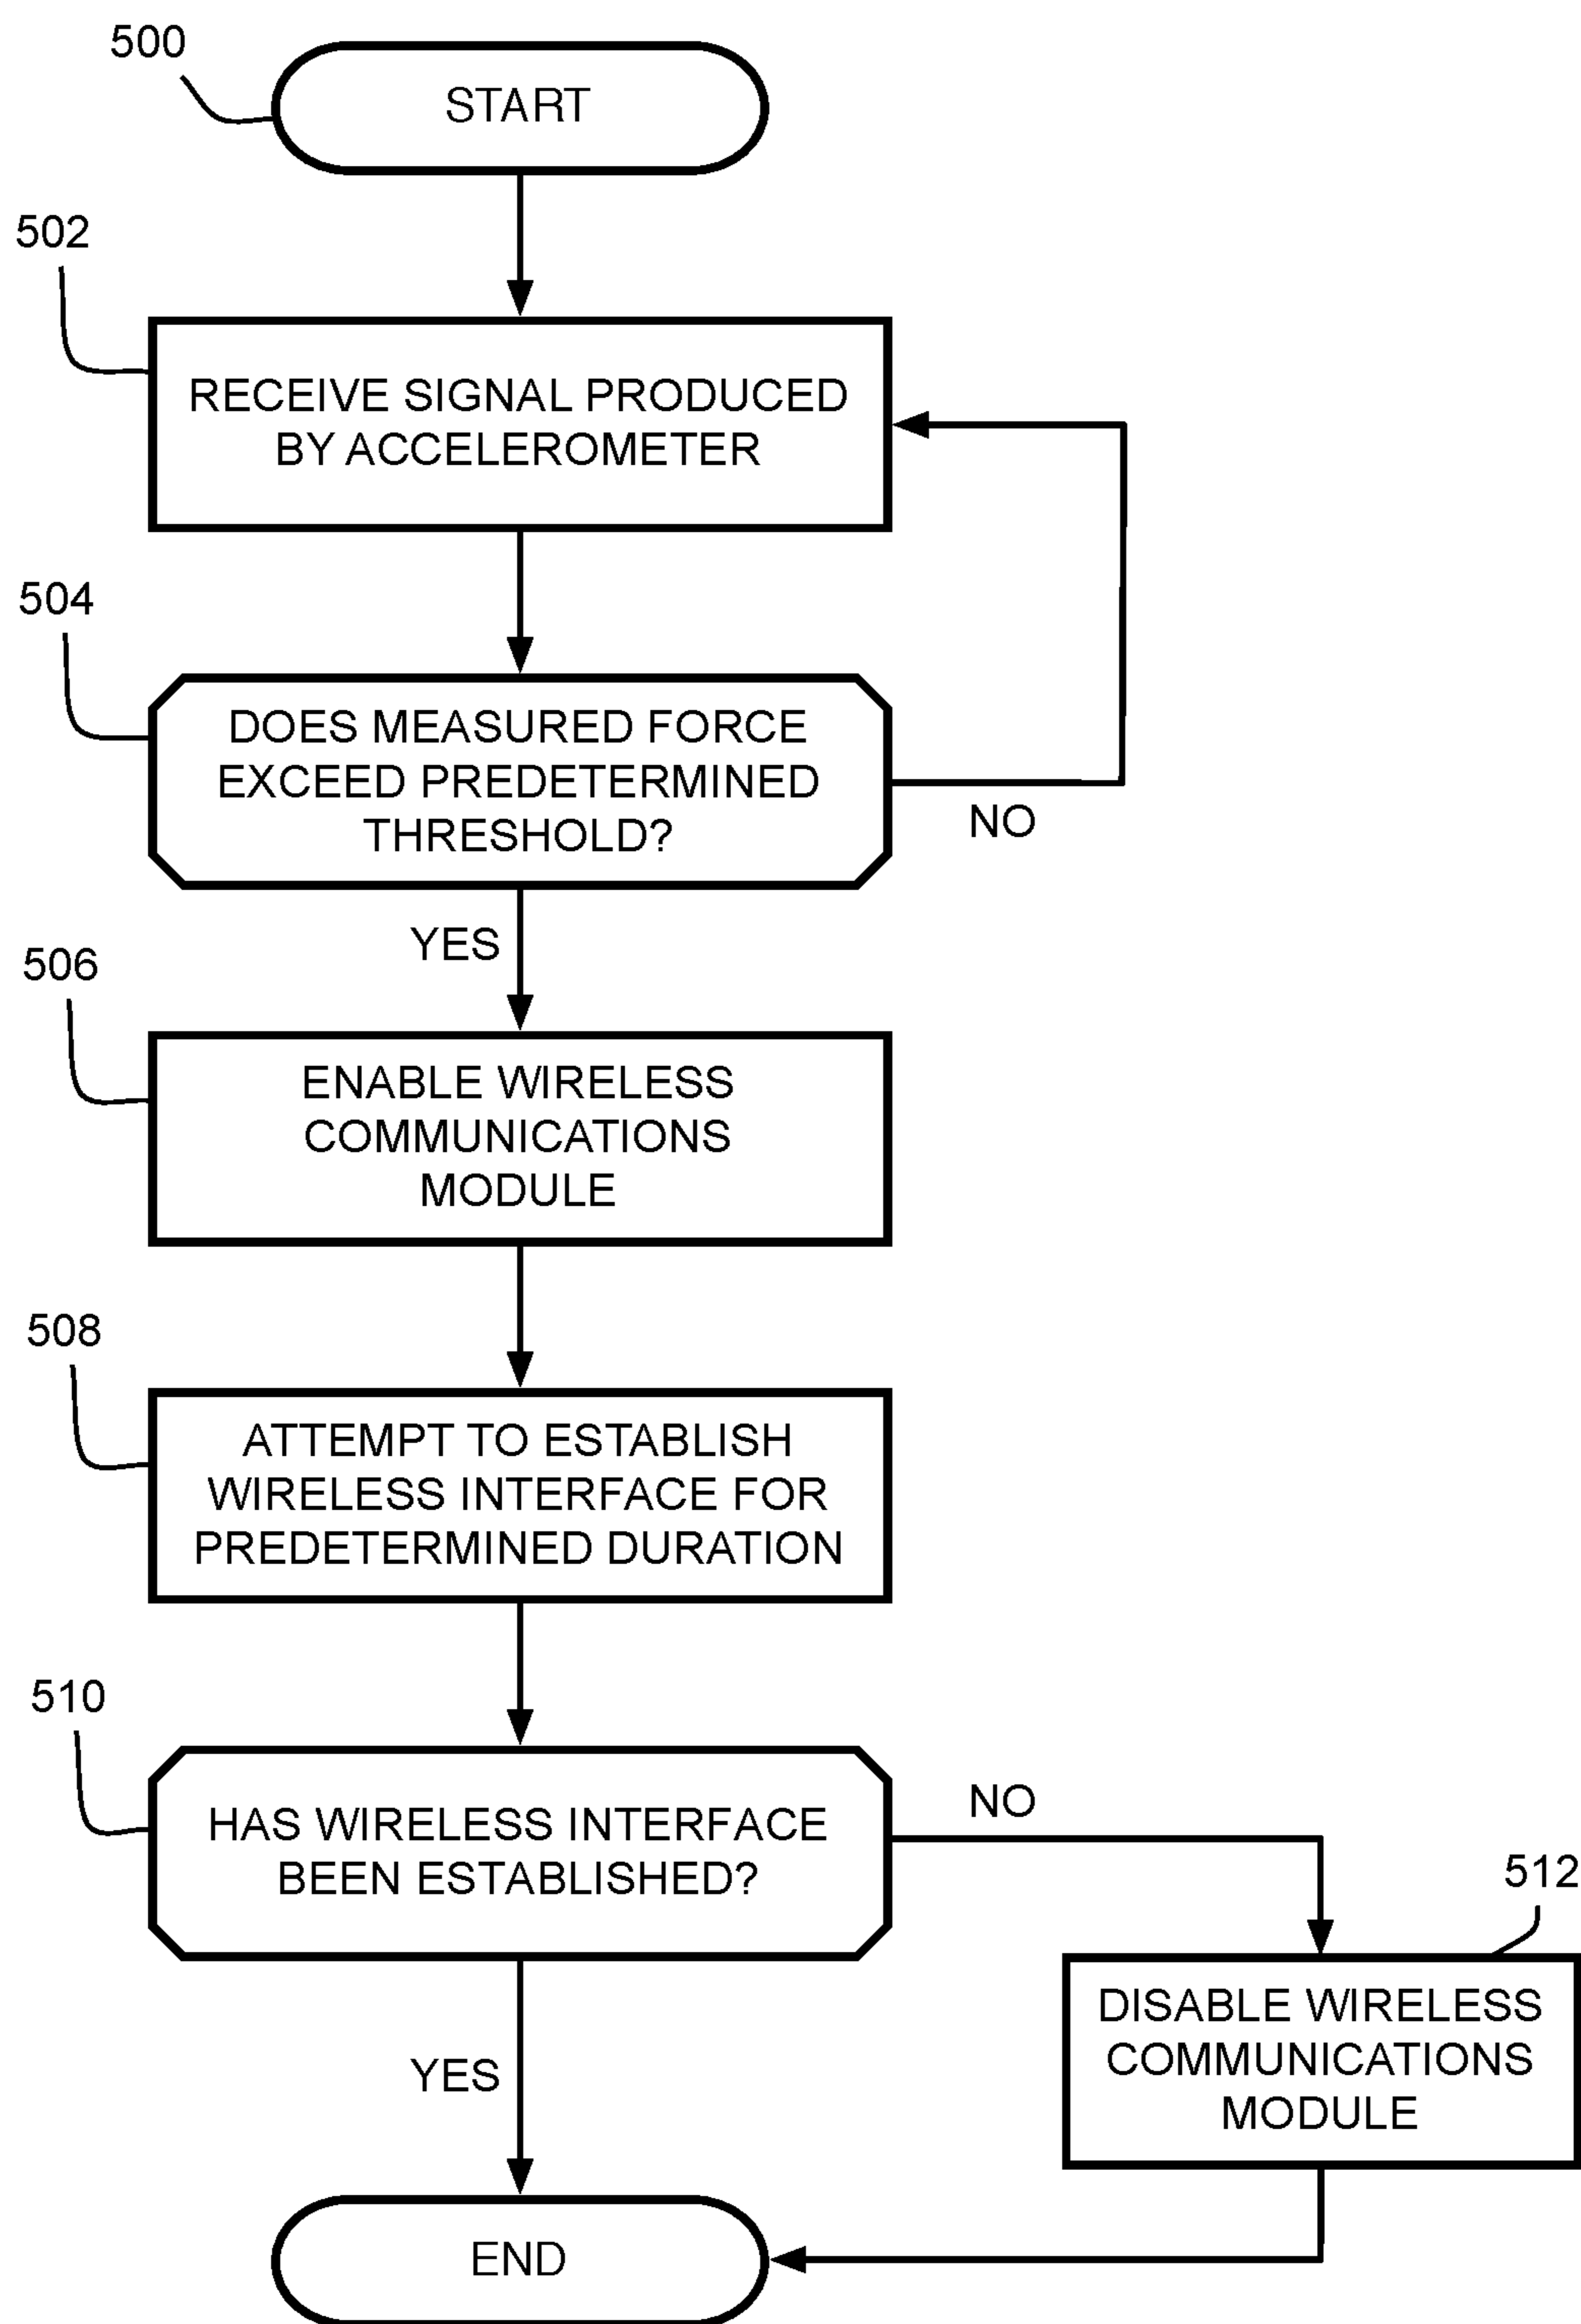 500
START
502
RECEIVE SIGNAL PRODUCED
BY ACCELEROMETER
504
DOES MEASURED FORCE
EXCEED PREDETERMINED
THRESHOLD?
NO
YES
506
ENABLE WIRELESS
COMMUNICATIONS
MODULE
508
ATTEMPT TO ESTABLISH
WIRELESS INTERFACE FOR
PREDETERMINED DURATION
510
HAS WIRELESS INTERFACE
BEEN ESTABLISHED?
NO
512
DISABLE WIRELESS
COMMUNICATIONS
MODULE
YES
END